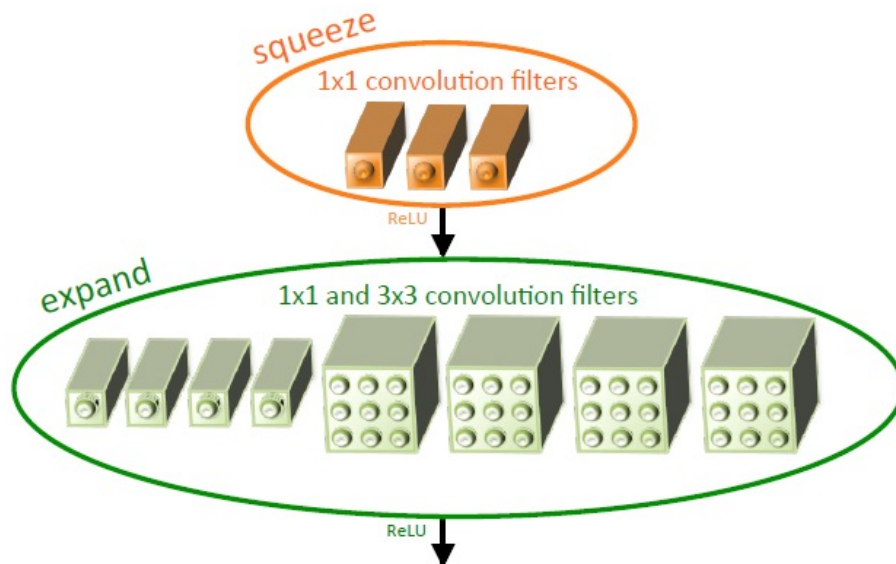 squeeze
1x1 convolution filters
ReLU
expand
1x1 and 3x3 convolution filters
ReLU